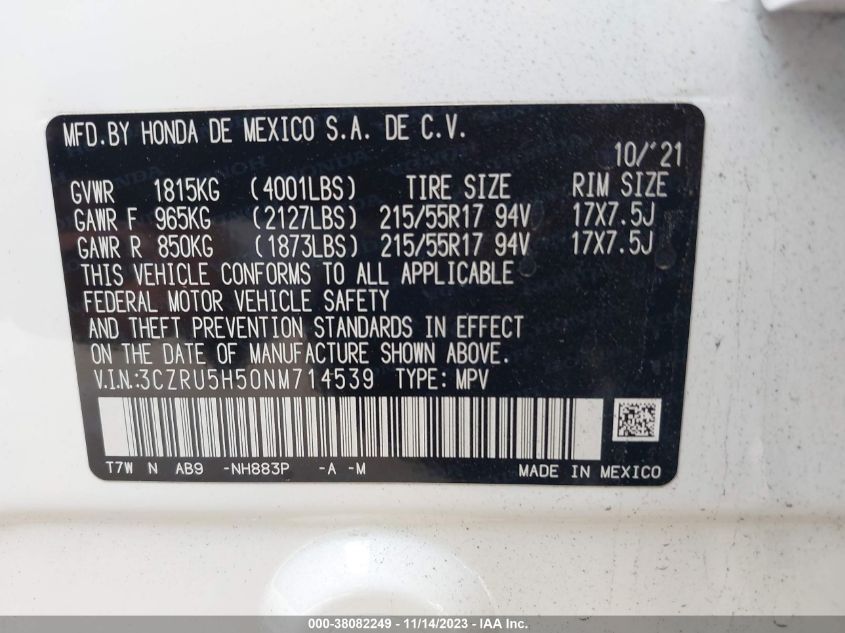 MFD.BY HONDA DE MEXICO S.A. DE C.V.
10/'21
GVWR 1815KG (4001LBS) TIRE SIZE RIM SIZE
GAWR F 965KG (2127LBS) 215/55R17 94V 17X7.5J
GAWR R 850KG (1873LBS) 215/55R17 94V 17X7.5J
THIS VEHICLE CONFORMS TO ALL APPLICABLE
FEDERAL MOTOR VEHICLE SAFETY
AND THEFT PREVENTION STANDARDS IN EFFECT
ON THE DATE OF MANUFACTURE SHOWN ABOVE.
V.I.N.:3CZRU5H50NM714539 TYPE: MPV
T7W N AB9 -NH883P -A -M MADE IN MEXICO
000-38082249 - 11/14/2023 - IAA Inc.